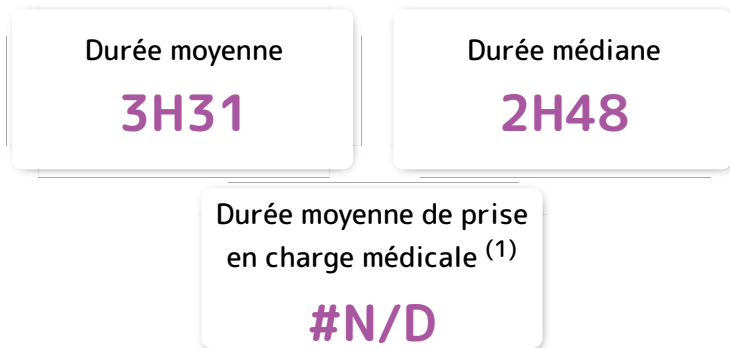 Durée moyenne
3H31
Durée médiane
2H48
Durée moyenne de prise
en charge médicale (1)
#N/D